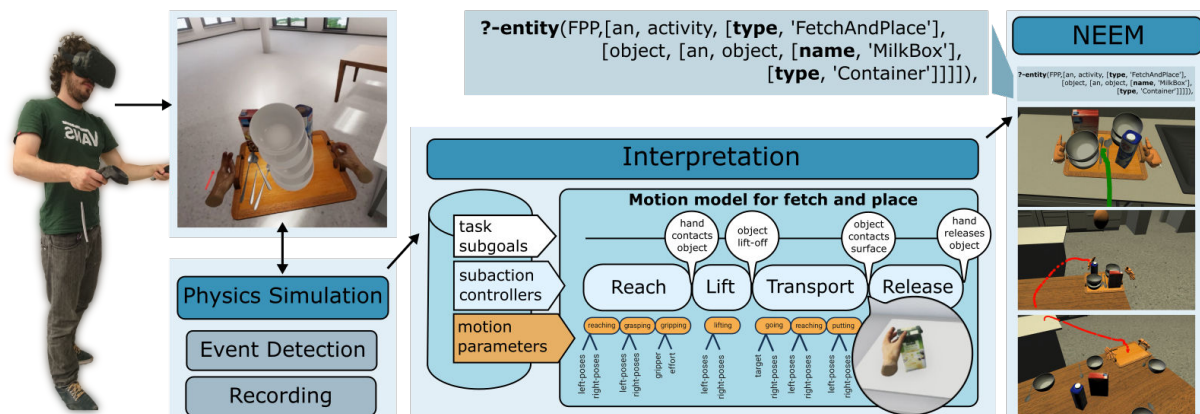 ?-entity(FPP,[an, activity, [type, 'FetchAndPlace'],
[object, [an, object, [name, 'MilkBox'],
[type, 'Container']]]]),
NEEM
?-entity(FPP,[an, activity, [type, 'FetchAndPlace'],
[object, [an, object, [name, 'MilkBox'],
[type, 'Container']]]]),
VANS
Physics Simulation
Event Detection
Recording
Interpretation
Motion model for fetch and place
task
subgoals
subaction
controllers
motion
parameters
hand
contacts
object
object
lift-off
object
contacts
surface
hand
releases
object
Reach
Lift
Transport
Release
reaching
grasping
gripping
lifting
going
reaching
putting
left-poses
right-poses
left-poses
right-poses
gripper
effort
left-poses
right-poses
target
right-poses
left-poses
right-poses